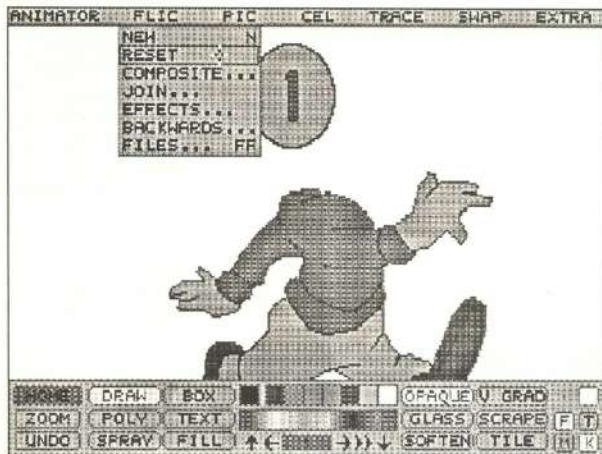 ANIMATOR FLIC PIC CEL TRACE SWAP EXTRA
NEW N
RESET
COMPOSITE...
JOIN...
EFFECTS...
BACKWARDS...
FILES... FF
1
HOME DRAW BOX OPAQUE V GRAD
ZOOM POLY TEXT GLASS SCRAPE F T
UNDO SPRAY FILL SOFTEN TILE M K